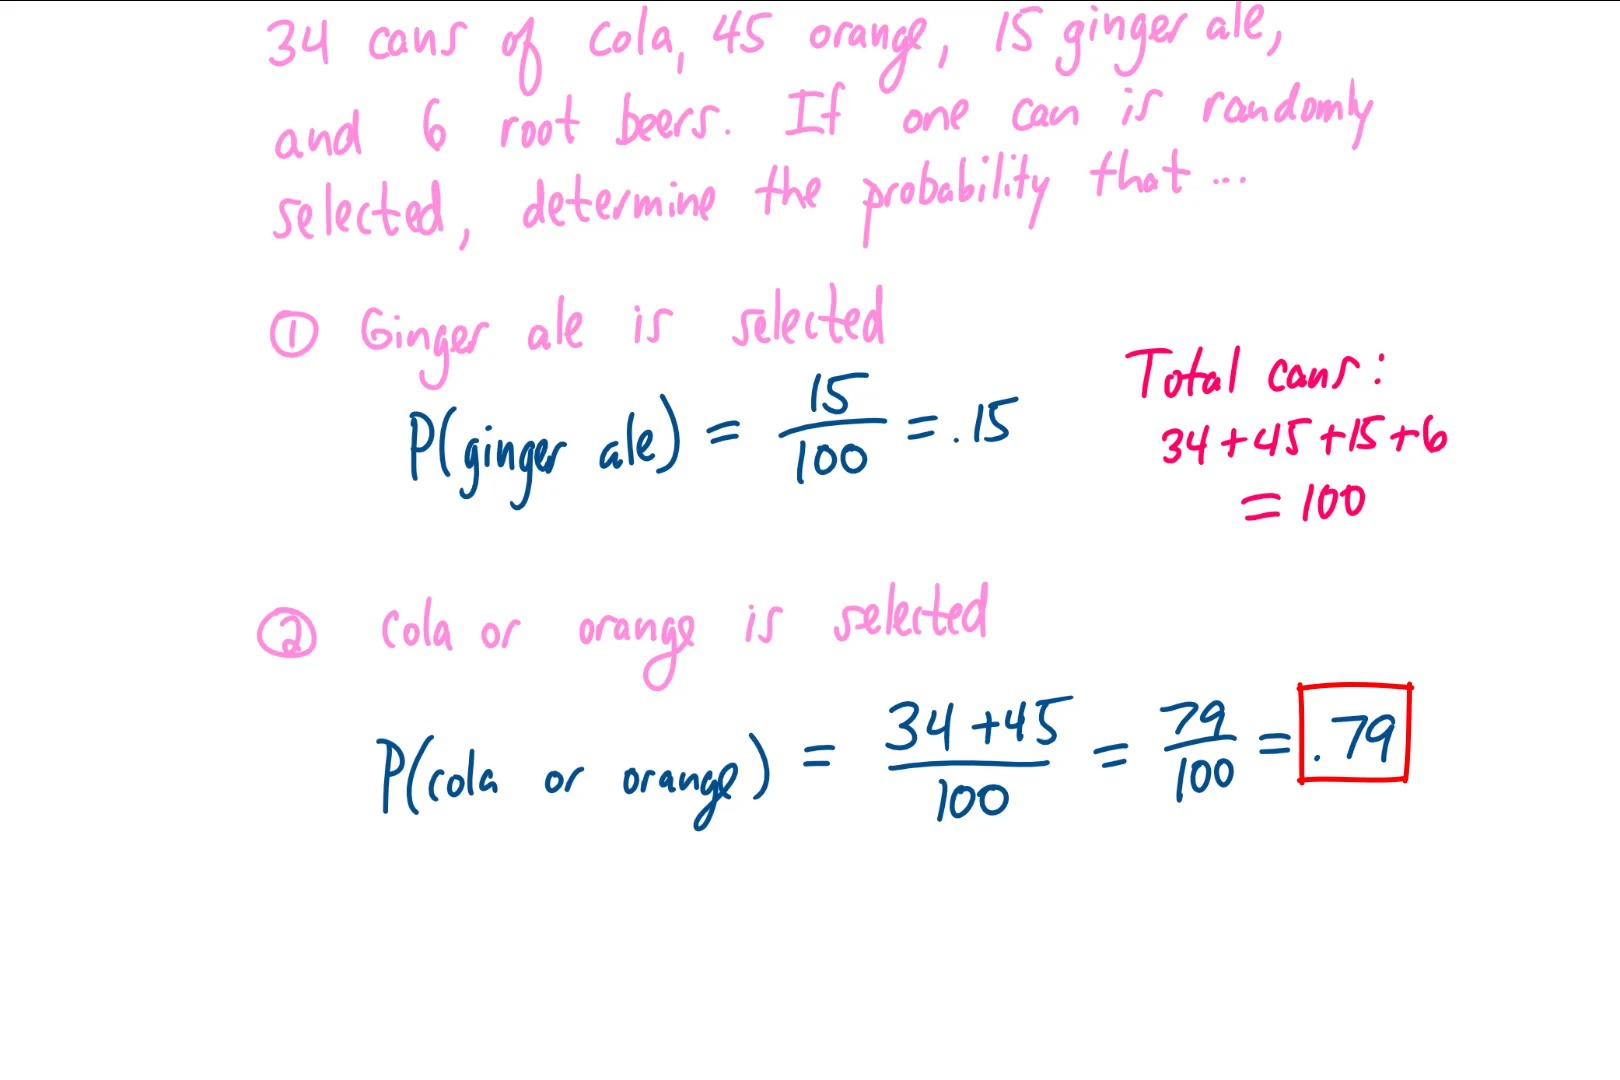 34 cans of cola, 45 orange, 15 ginger ale,
and 6 root beers. If one can is randomly
selected, determine the probability that ...
① Ginger ale is selected
P(ginger ale) = 15/100 = .15
Total cans:
34+45+15+6
= 100
② cola or orange is selected
P(cola or orange) = 34+45/100 = 79/100 = .79